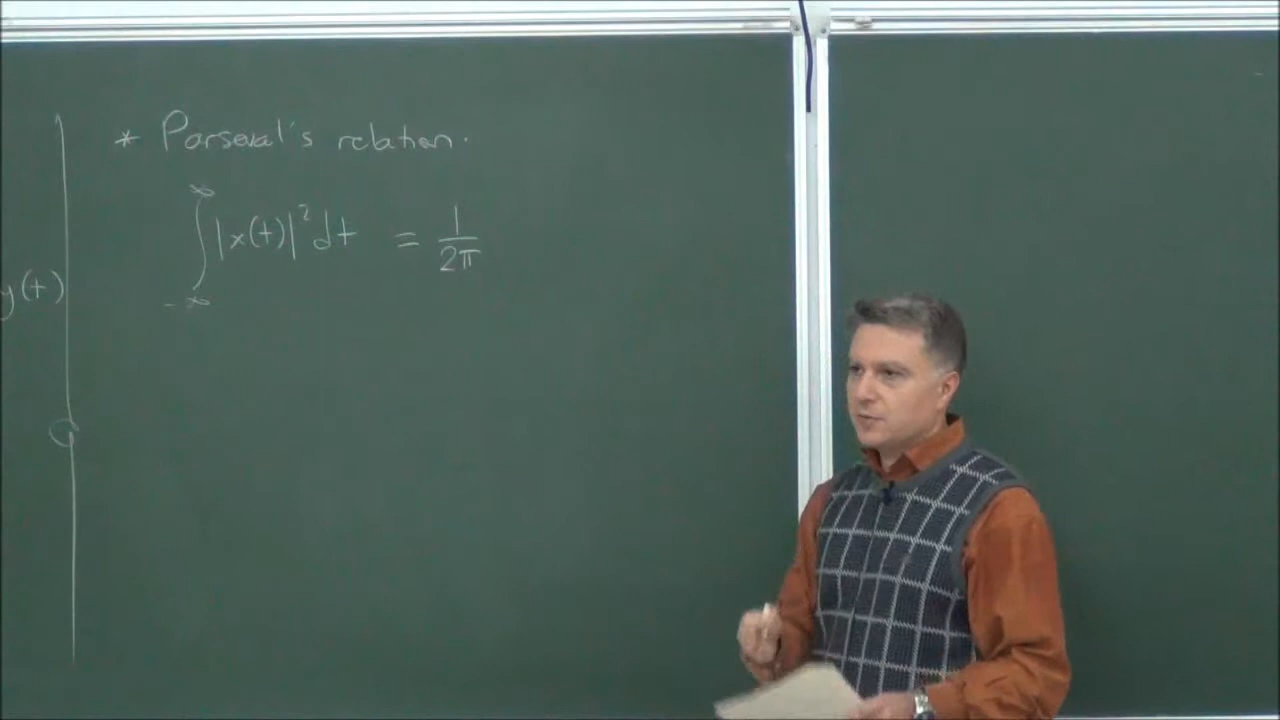 * Parseval's relation.
∫_{-∞}^{∞} |x(t)|² dt = 1/2π
y(t)